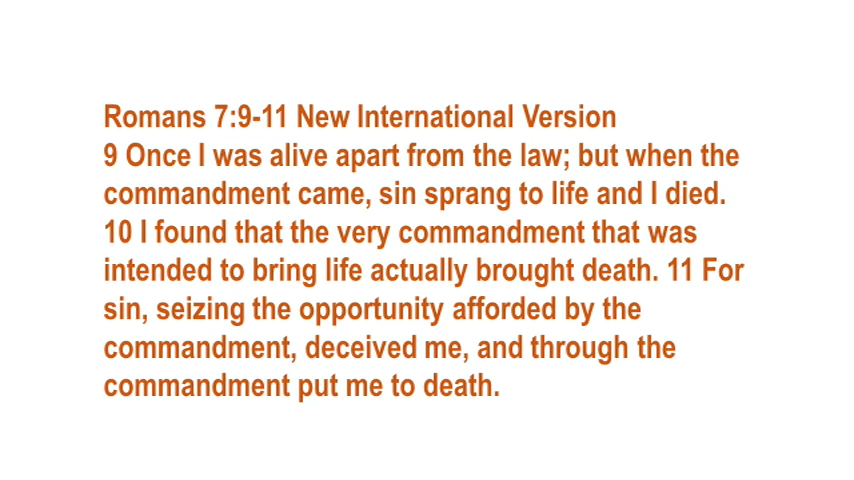 Romans 7:9-11 New International Version
9 Once I was alive apart from the law; but when the
commandment came, sin sprang to life and I died.
10 I found that the very commandment that was
intended to bring life actually brought death. 11 For
sin, seizing the opportunity afforded by the
commandment, deceived me, and through the
commandment put me to death.